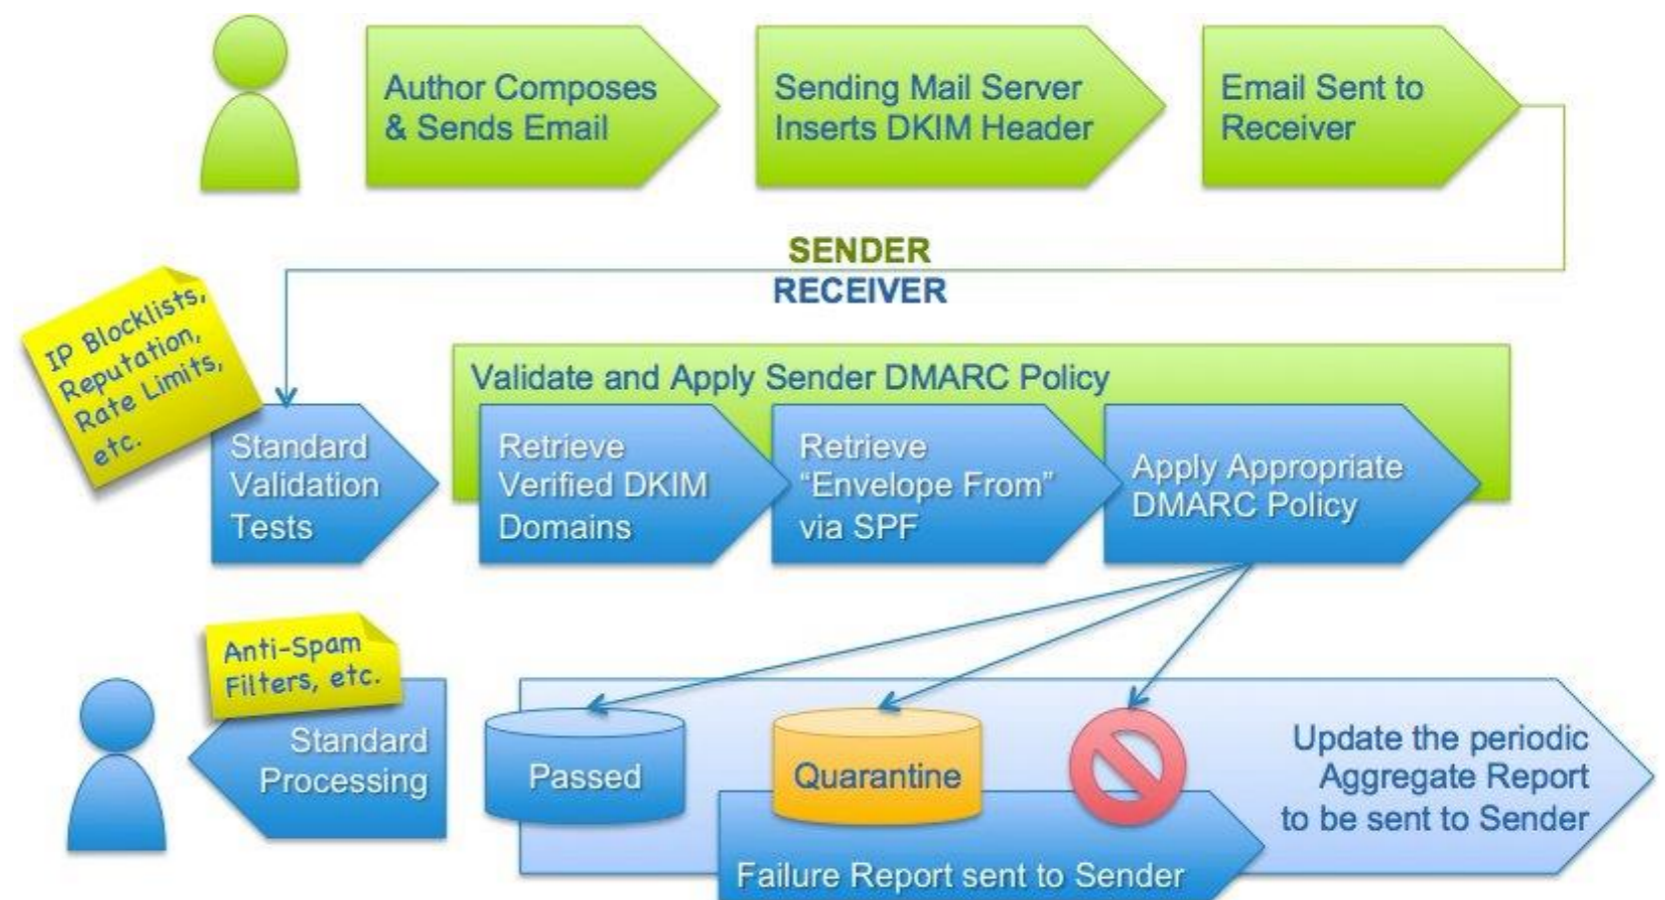 Author Composes
& Sends Email
Sending Mail Server
Inserts DKIM Header
Email Sent to
Receiver
SENDER
RECEIVER
IP Blocklists,
Reputation,
Rate Limits,
etc.
Validate and Apply Sender DMARC Policy
Standard
Validation
Tests
Retrieve
Verified DKIM
Domains
Retrieve
“Envelope From”
via SPF
Apply Appropriate
DMARC Policy
Anti-Spam
Filters, etc.
Standard
Processing
Passed
Quarantine
Update the periodic
Aggregate Report
to be sent to Sender
Failure Report sent to Sender